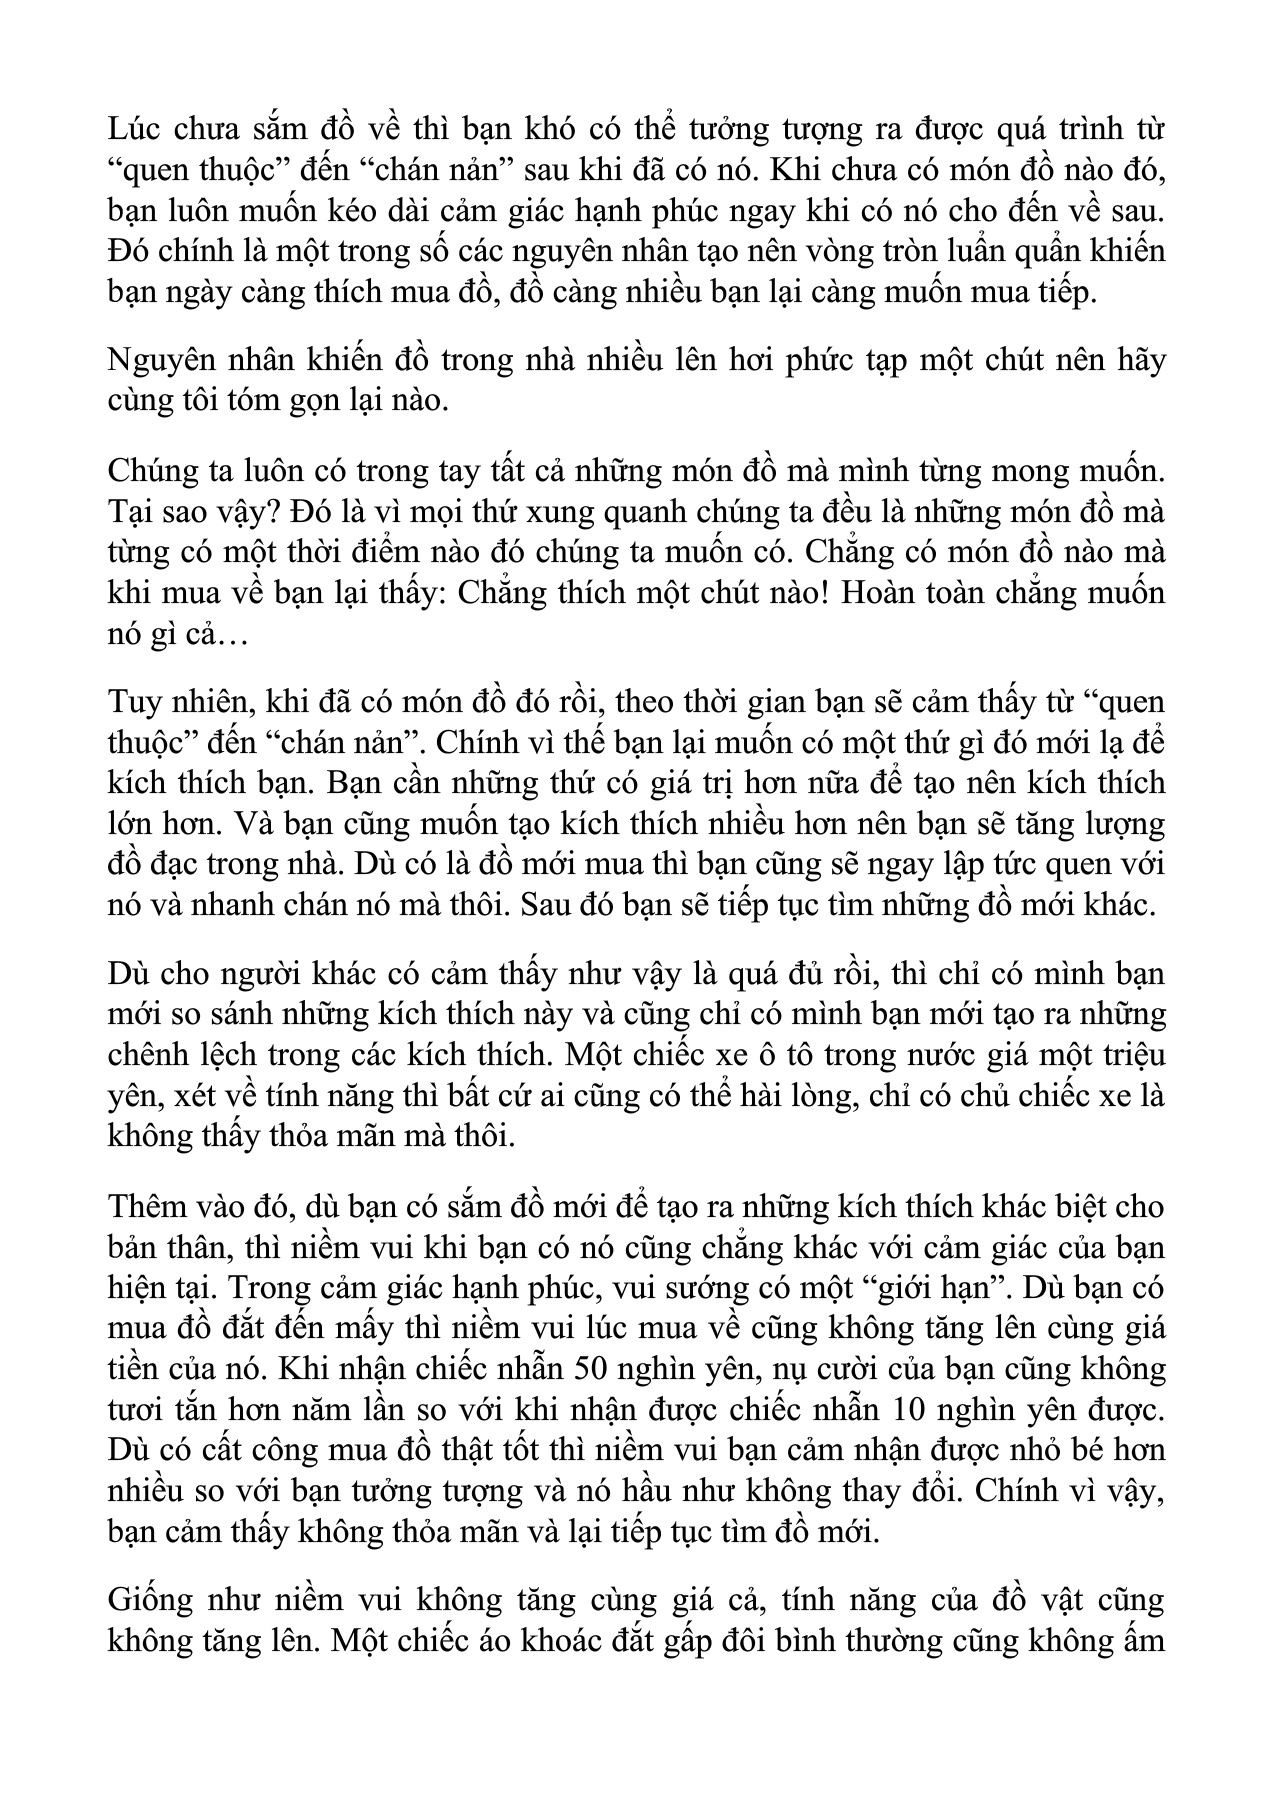 Lúc chưa sắm đồ về thì bạn khó có thể tưởng tượng ra được quá trình từ
“quen thuộc” đến “chán nản” sau khi đã có nó. Khi chưa có món đồ nào đó,
bạn luôn muốn kéo dài cảm giác hạnh phúc ngay khi có nó cho đến về sau.
Đó chính là một trong số các nguyên nhân tạo nên vòng tròn luẩn quẩn khiến
bạn ngày càng thích mua đồ, đồ càng nhiều bạn lại càng muốn mua tiếp.
Nguyên nhân khiến đồ trong nhà nhiều lên hơi phức tạp một chút nên hãy
cùng tôi tóm gọn lại nào.
Chúng ta luôn có trong tay tất cả những món đồ mà mình từng mong muốn.
Tại sao vậy? Đó là vì mọi thứ xung quanh chúng ta đều là những món đồ mà
từng có một thời điểm nào đó chúng ta muốn có. Chẳng có món đồ nào mà
khi mua về bạn lại thấy: Chẳng thích một chút nào! Hoàn toàn chẳng muốn
nó gì cả…
Tuy nhiên, khi đã có món đồ đó rồi, theo thời gian bạn sẽ cảm thấy từ “quen
thuộc” đến “chán nản”. Chính vì thế bạn lại muốn có một thứ gì đó mới lạ để
kích thích bạn. Bạn cần những thứ có giá trị hơn nữa để tạo nên kích thích
lớn hơn. Và bạn cũng muốn tạo kích thích nhiều hơn nên bạn sẽ tăng lượng
đồ đạc trong nhà. Dù có là đồ mới mua thì bạn cũng sẽ ngay lập tức quen với
nó và nhanh chán nó mà thôi. Sau đó bạn sẽ tiếp tục tìm những đồ mới khác.
Dù cho người khác có cảm thấy như vậy là quá đủ rồi, thì chỉ có mình bạn
mới so sánh những kích thích này và cũng chỉ có mình bạn mới tạo ra những
chênh lệch trong các kích thích. Một chiếc xe ô tô trong nước giá một triệu
yên, xét về tính năng thì bất cứ ai cũng có thể hài lòng, chỉ có chủ chiếc xe là
không thấy thỏa mãn mà thôi.
Thêm vào đó, dù bạn có sắm đồ mới để tạo ra những kích thích khác biệt cho
bản thân, thì niềm vui khi bạn có nó cũng chẳng khác với cảm giác của bạn
hiện tại. Trong cảm giác hạnh phúc, vui sướng có một “giới hạn”. Dù bạn có
mua đồ đắt đến mấy thì niềm vui lúc mua về cũng không tăng lên cùng giá
tiền của nó. Khi nhận chiếc nhẫn 50 nghìn yên, nụ cười của bạn cũng không
tươi tắn hơn năm lần so với khi nhận được chiếc nhẫn 10 nghìn yên được.
Dù có cất công mua đồ thật tốt thì niềm vui bạn cảm nhận được nhỏ bé hơn
nhiều so với bạn tưởng tượng và nó hầu như không thay đổi. Chính vì vậy,
bạn cảm thấy không thỏa mãn và lại tiếp tục tìm đồ mới.
Giống như niềm vui không tăng cùng giá cả, tính năng của đồ vật cũng
không tăng lên. Một chiếc áo khoác đắt gấp đôi bình thường cũng không ấm